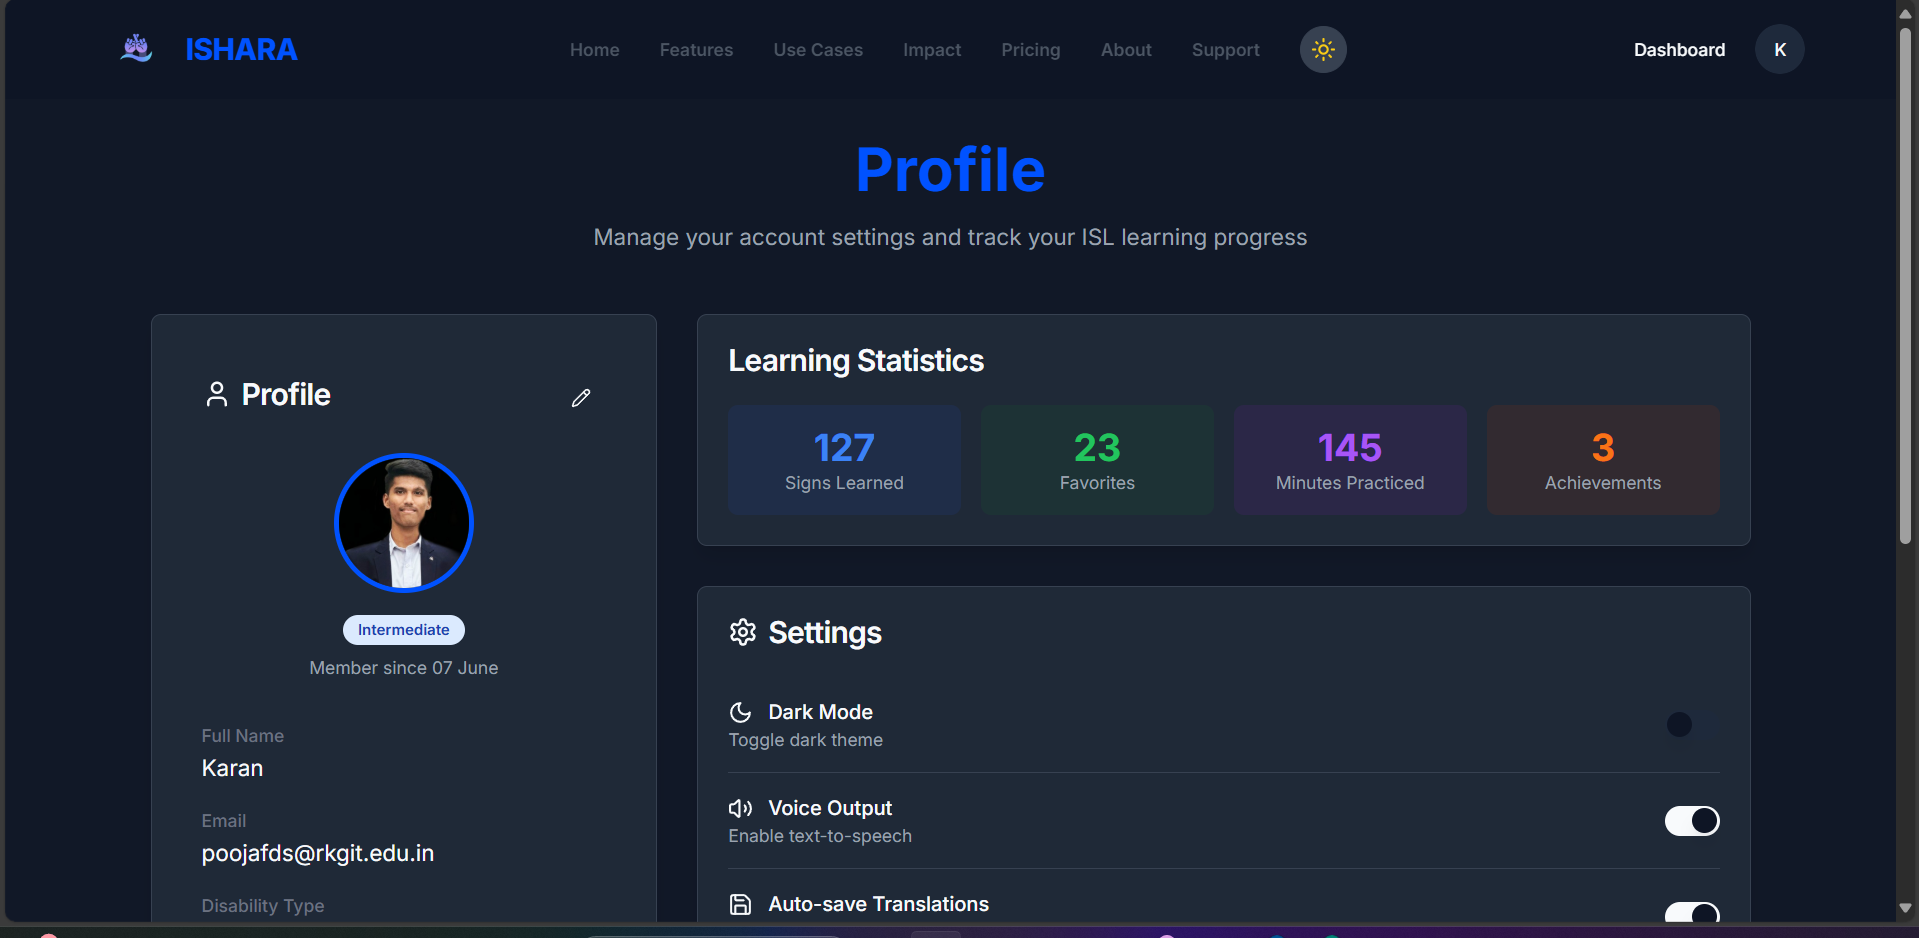 ISHARA
Home
Features
Use Cases
Impact
Pricing
About
Support
Dashboard
K
Profile
Manage your account settings and track your ISL learning progress
Profile
Intermediate
Member since 07 June
Full Name
Karan
Email
poojafds@rkgit.edu.in
Disability Type
Learning Statistics
127
Signs Learned
23
Favorites
145
Minutes Practiced
3
Achievements
Settings
Dark Mode
Toggle dark theme
Voice Output
Enable text-to-speech
Auto-save Translations